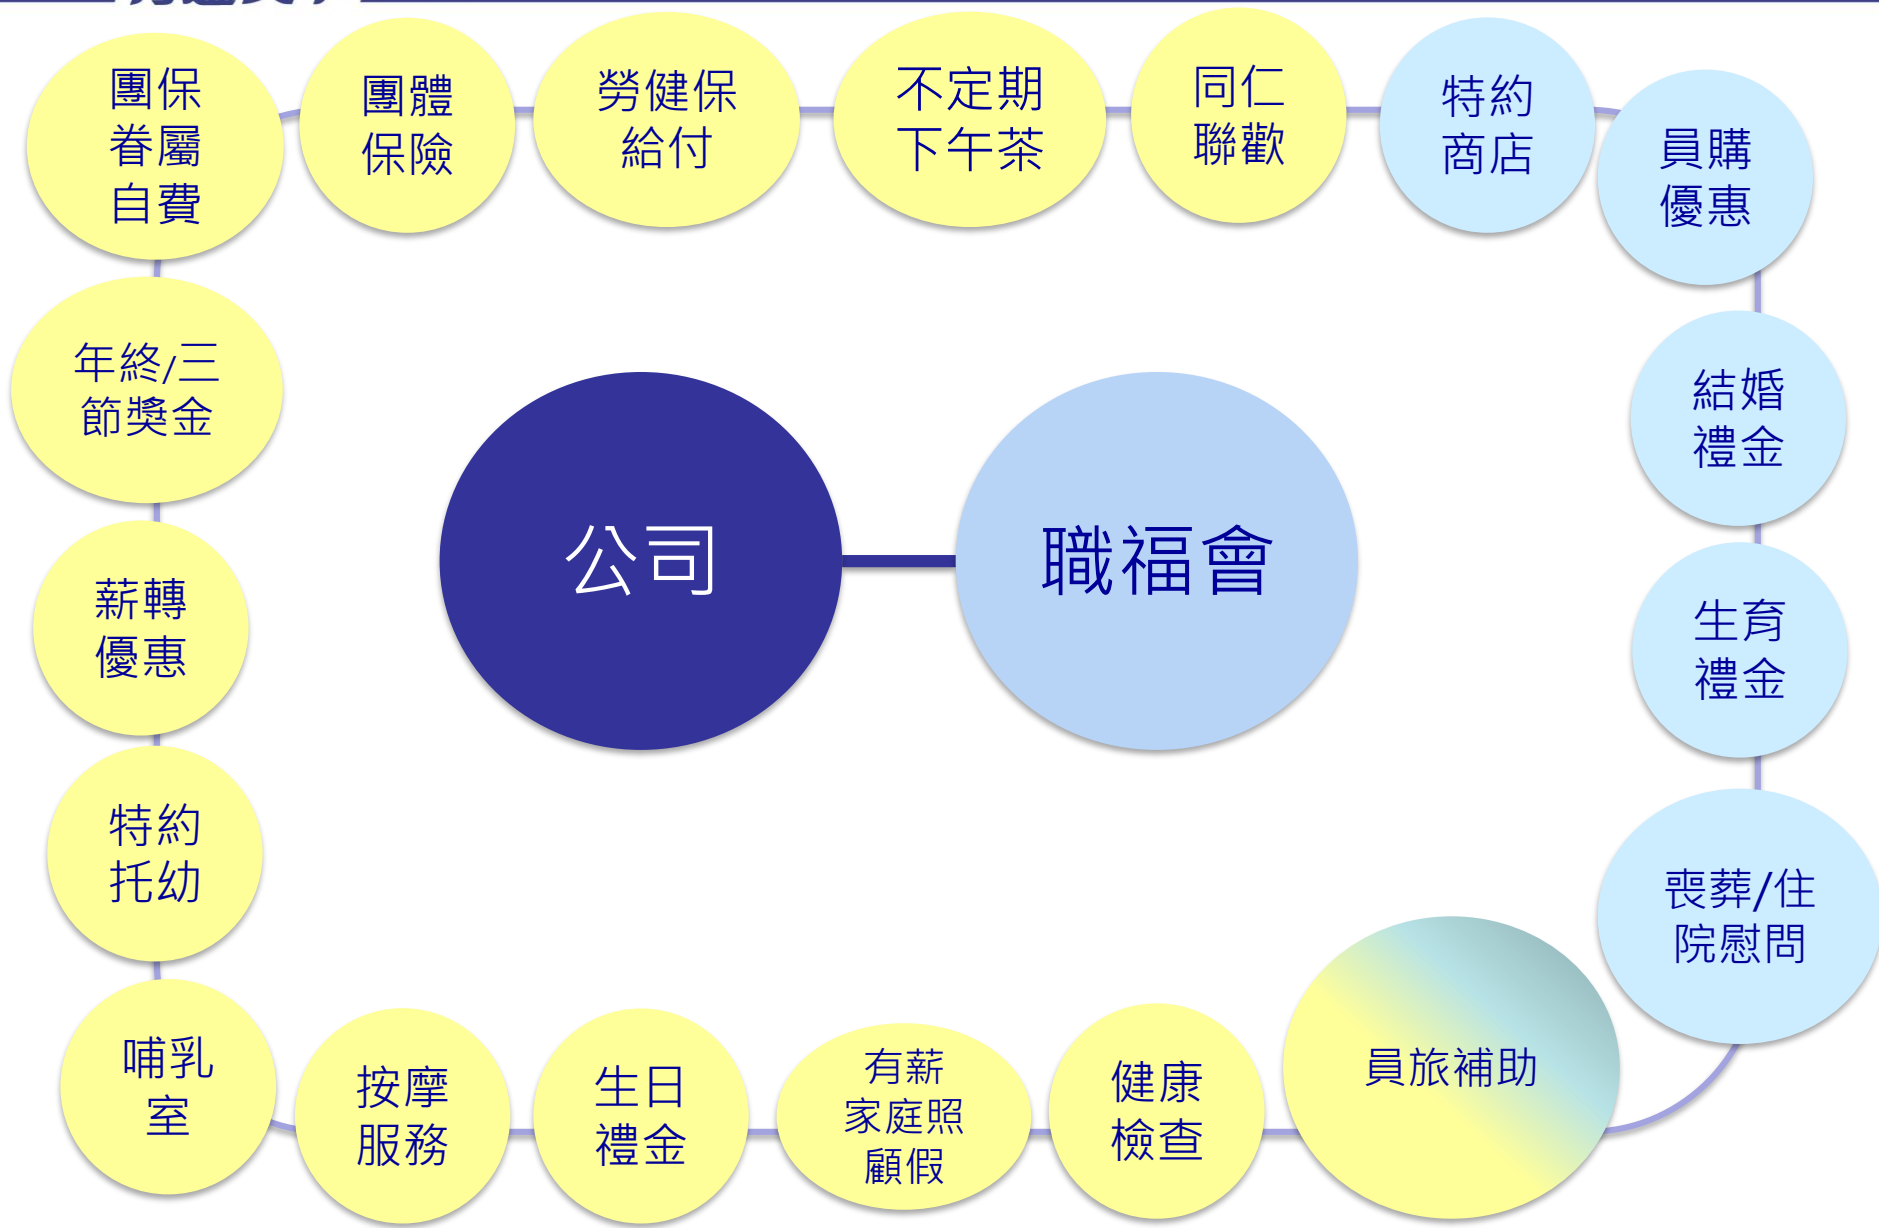 團保
眷屬
自費
團體
保險
勞健保
給付
不定期
下午茶
同仁
聯歡
特約
商店
員購
優惠
年終/三
節獎金
結婚
禮金
公司
職福會
薪轉
優惠
生育
禮金
特約
托幼
喪葬/住
院慰問
哺乳
室
按摩
服務
生日
禮金
有薪
家庭照
顧假
健康
檢查
員旅補助